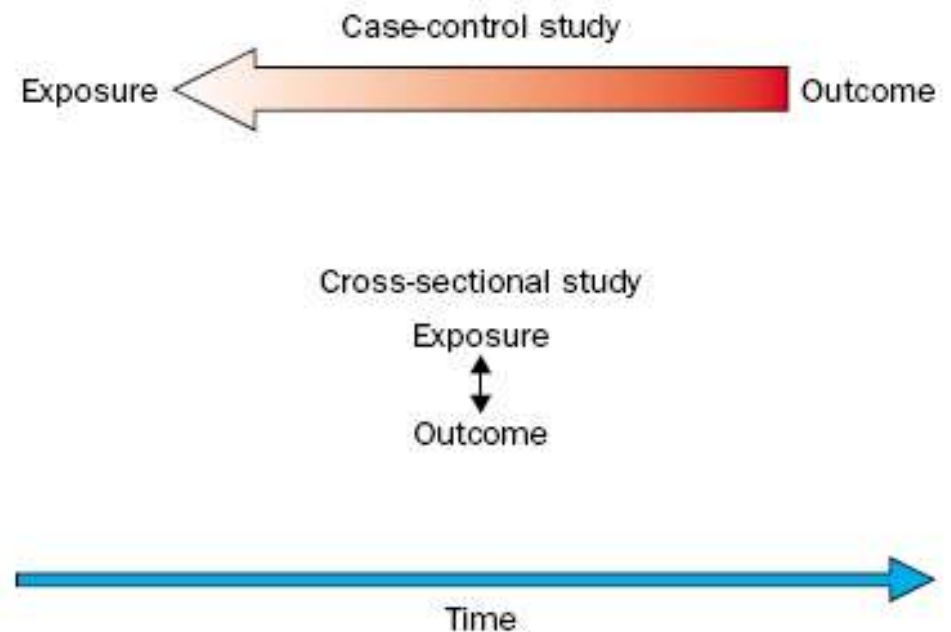 Case-control study
Exposure
Outcome
Cross-sectional study
Exposure
Outcome
Time